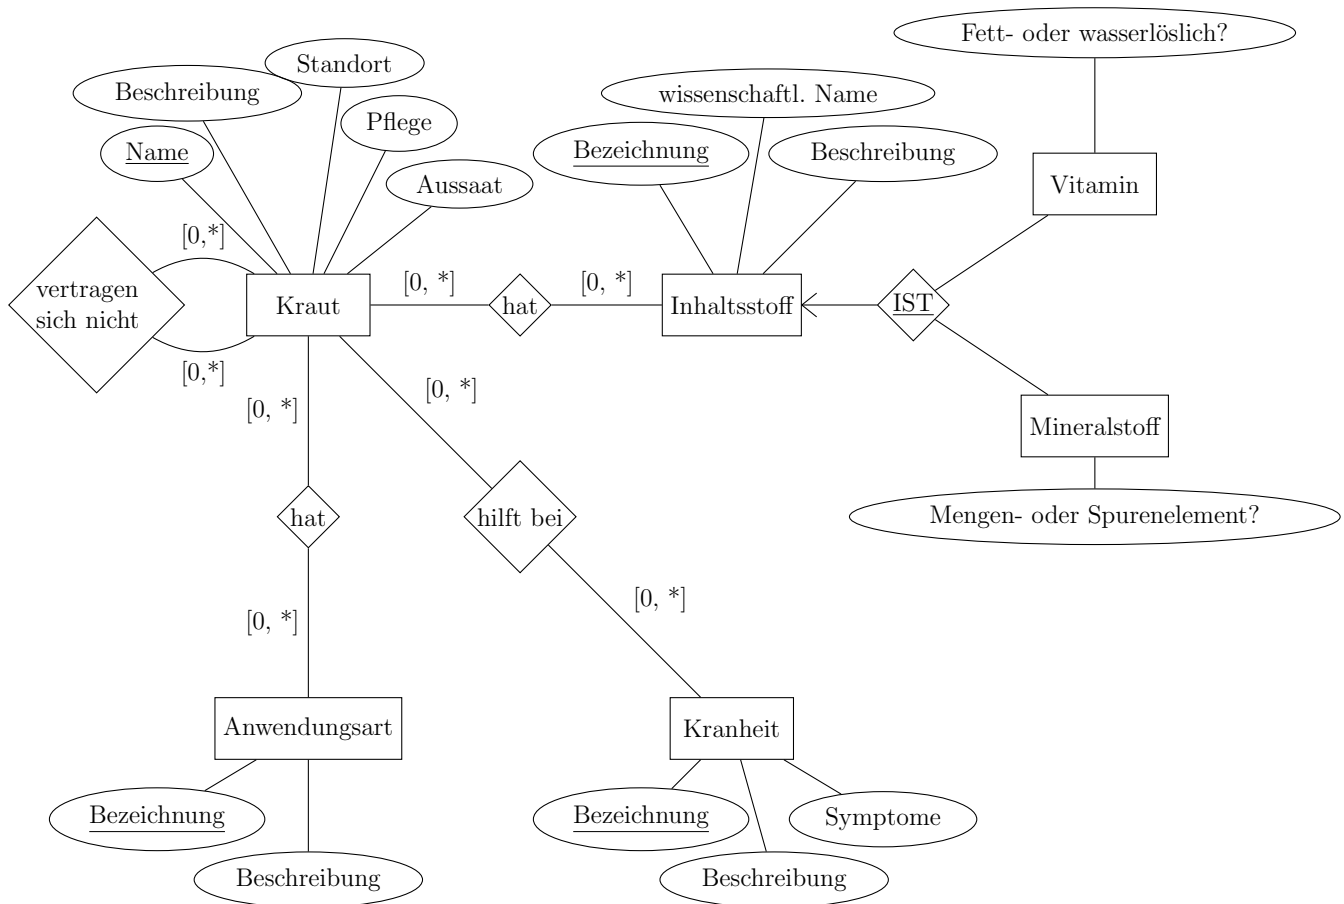 Fett- oder wasserlöslich?
Standort
Beschreibung
wissenschaftl. Name
Pflege
Name
Bezeichnung
Beschreibung
Aussaat
Vitamin
[0,*]
[0, *]
[0, *]
vertragen
sich nicht
Kraut
hat
Inhaltsstoff
IST
[0,*]
[0, *]
[0, *]
Mineralstoff
hat
hilft bei
Mengen- oder Spurenelement?
[0, *]
[0, *]
Anwendungsart
Kranheit
Bezeichnung
Bezeichnung
Symptome
Beschreibung
Beschreibung